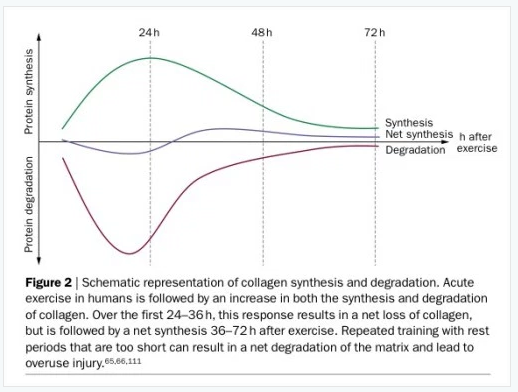 24 h 48 h 72 h
Protein synthesis
Protein degradation
Synthesis
Net synthesis
Degradation
h after
exercise
Figure 2 | Schematic representation of collagen synthesis and degradation. Acute
exercise in humans is followed by an increase in both the synthesis and degradation
of collagen. Over the first 24–36 h, this response results in a net loss of collagen,
but is followed by a net synthesis 36–72 h after exercise. Repeated training with rest
periods that are too short can result in a net degradation of the matrix and lead to
overuse injury.65,66,111